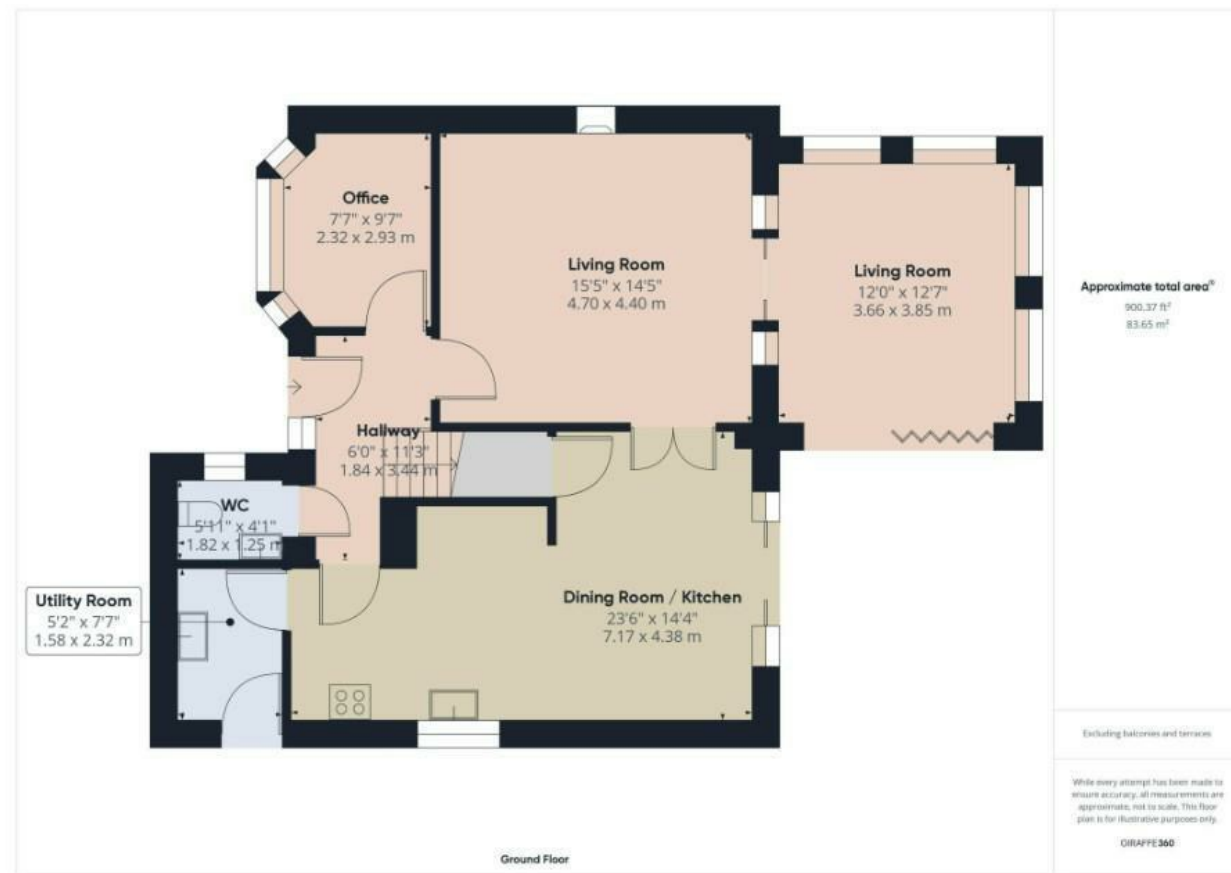 Office
7'7" x 9'7"
2.32 x 2.93 m
Living Room
15'5" x 14'5"
4.70 x 4.40 m
Living Room
12'0" x 12'7"
3.66 x 3.85 m
Hallway
6'0" x 11'3"
1.84 x 3.44 m
WC
5'11" x 4'1"
1.82 x 1.25 m
Utility Room
5'2" x 7'7"
1.58 x 2.32 m
Dining Room / Kitchen
23'6" x 14'4"
7.17 x 4.38 m
Ground Floor
Approximate total area⁽¹⁾
900.37 ft²
83.65 m²
Excluding balconies and terraces
While every attempt has been made to
ensure accuracy, all measurements are
approximate, not to scale. This floor
plan is for illustrative purposes only.
GIRAFFE360